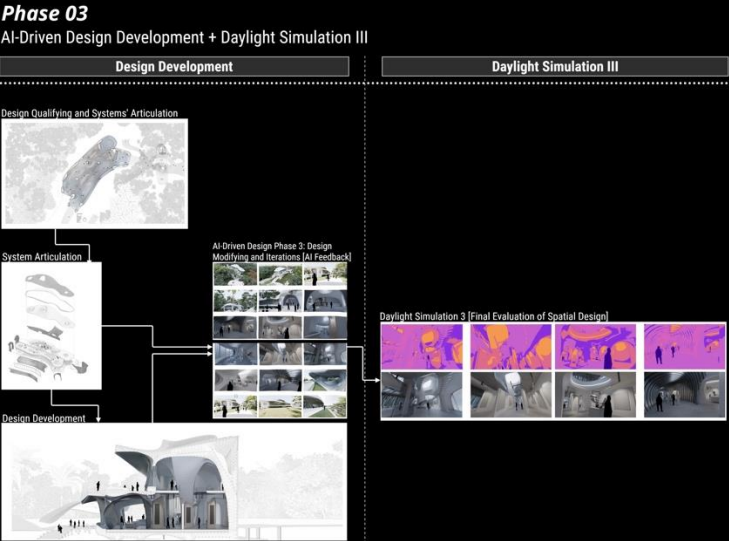 Phase 03
AI-Driven Design Development + Daylight Simulation III
Design Development
Daylight Simulation III
Design Qualifying and Systems' Articulation
System Articulation
AI-Driven Design Phase 3: Design
Modifying and Iterations [AI Feedback]
Daylight Simulation 3 [Final Evaluation of Spatial Design]
Design Development